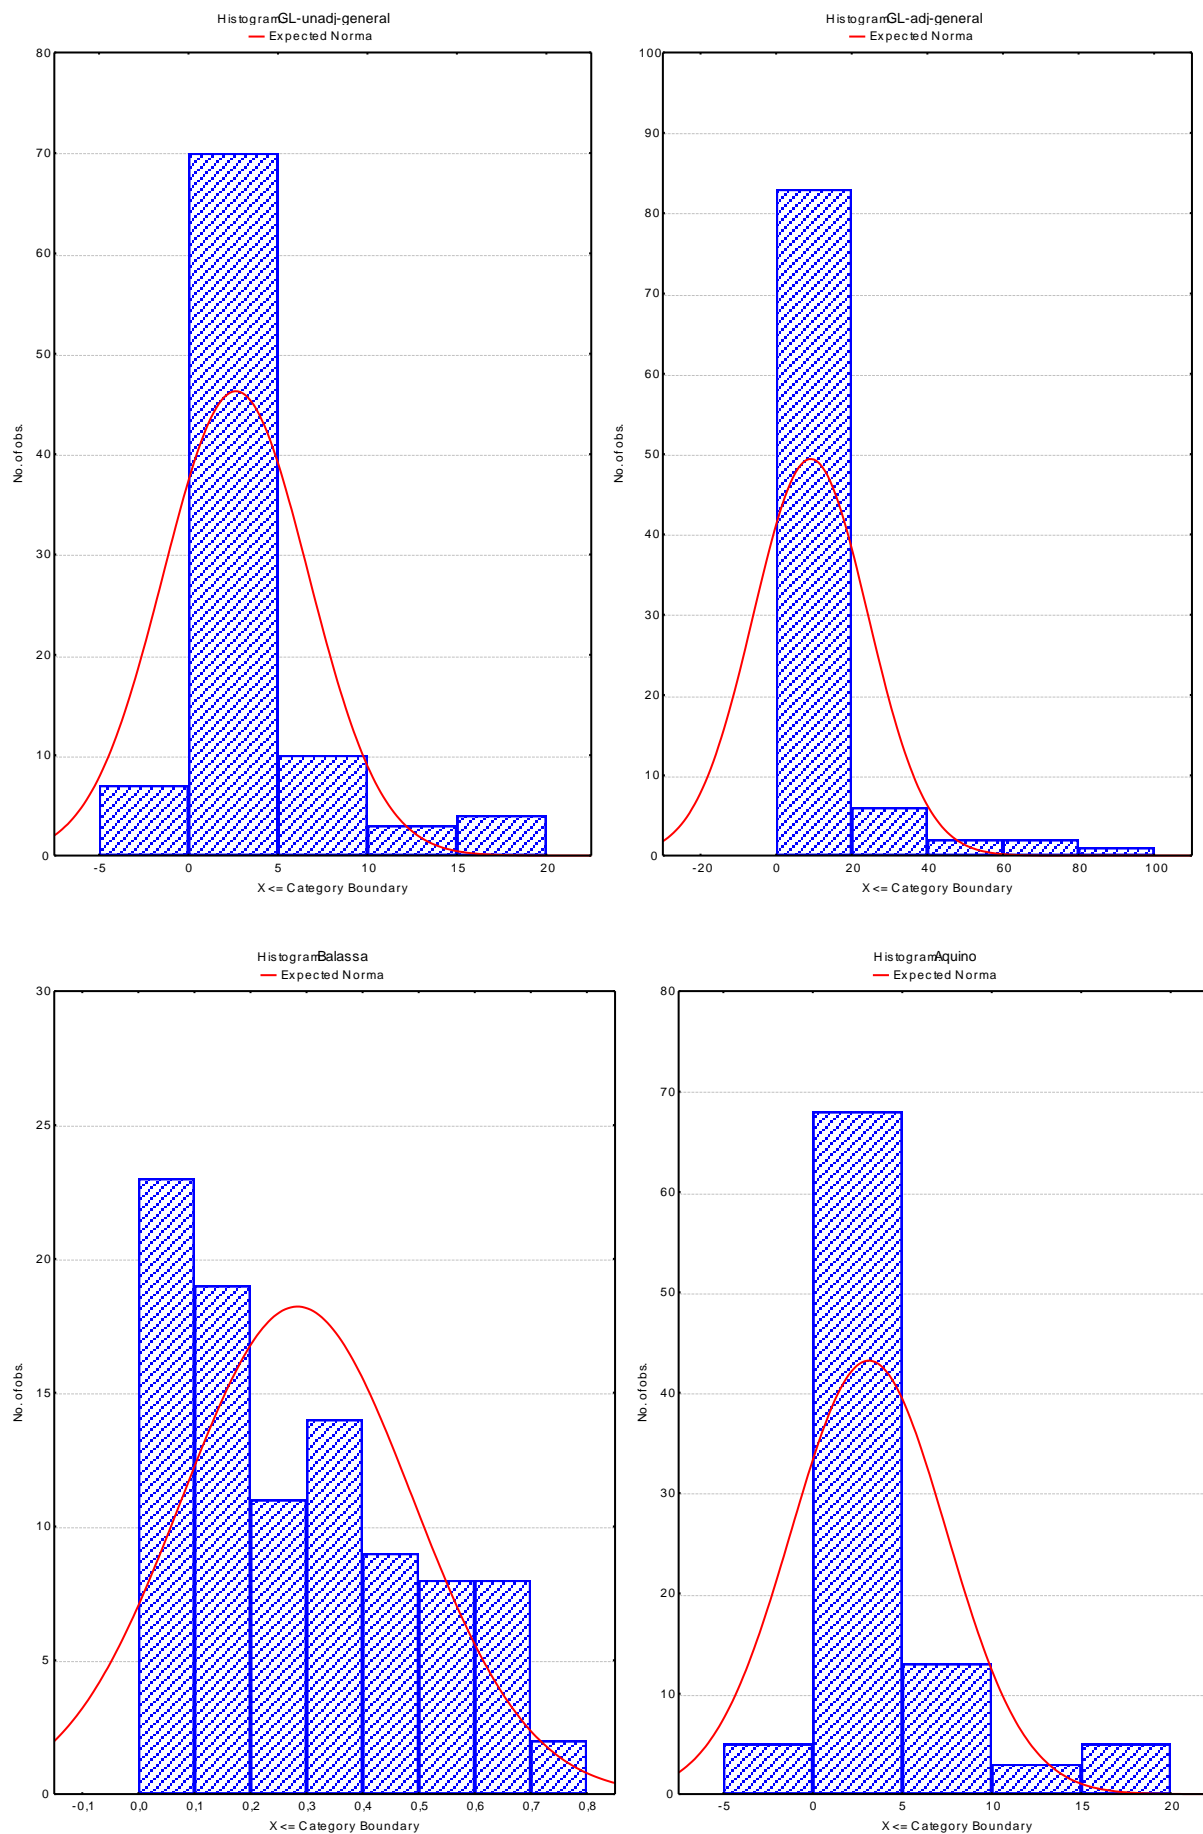 Histogram: GL-unadj-general
Expected Norma
80
70
60
50
40
30
20
10
0
No. of obs.
-5 0 5 10 15 20
X <= Category Boundary
Histogram: GL-adj-general
Expected Norma
100
90
80
70
60
50
40
30
20
10
0
No. of obs.
-20 0 20 40 60 80 100
X <= Category Boundary
Histogram: Balassa
Expected Norma
30
25
20
15
10
5
0
No. of obs.
-0,1 0,0 0,1 0,2 0,3 0,4 0,5 0,6 0,7 0,8
X <= Category Boundary
Histogram: Aquino
Expected Norma
80
70
60
50
40
30
20
10
0
No. of obs.
-5 0 5 10 15 20
X <= Category Boundary